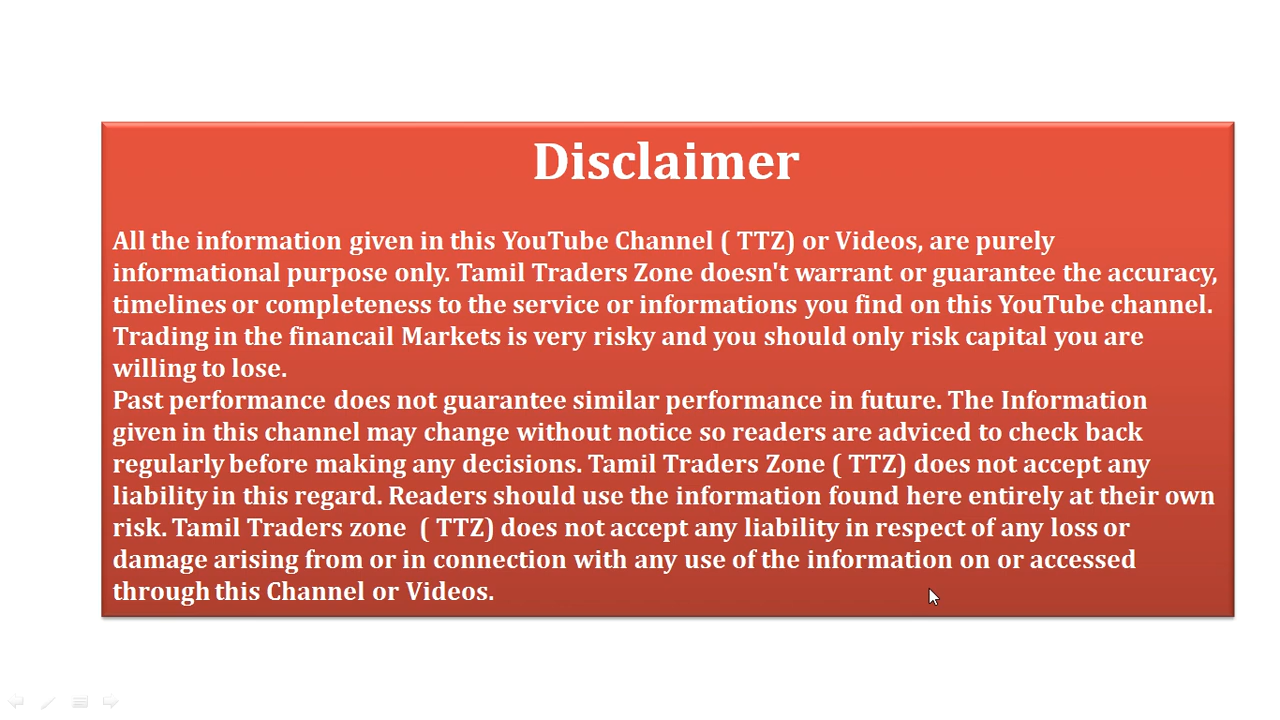 Disclaimer
All the information given in this YouTube Channel ( TTZ) or Videos, are purely
informational purpose only. Tamil Traders Zone doesn't warrant or guarantee the accuracy,
timelines or completeness to the service or informations you find on this YouTube channel.
Trading in the financail Markets is very risky and you should only risk capital you are
willing to lose.
Past performance does not guarantee similar performance in future. The Information
given in this channel may change without notice so readers are adviced to check back
regularly before making any decisions. Tamil Traders Zone ( TTZ) does not accept any
liability in this regard. Readers should use the information found here entirely at their own
risk. Tamil Traders zone  ( TTZ) does not accept any liability in respect of any loss or
damage arising from or in connection with any use of the information on or accessed
through this Channel or Videos.